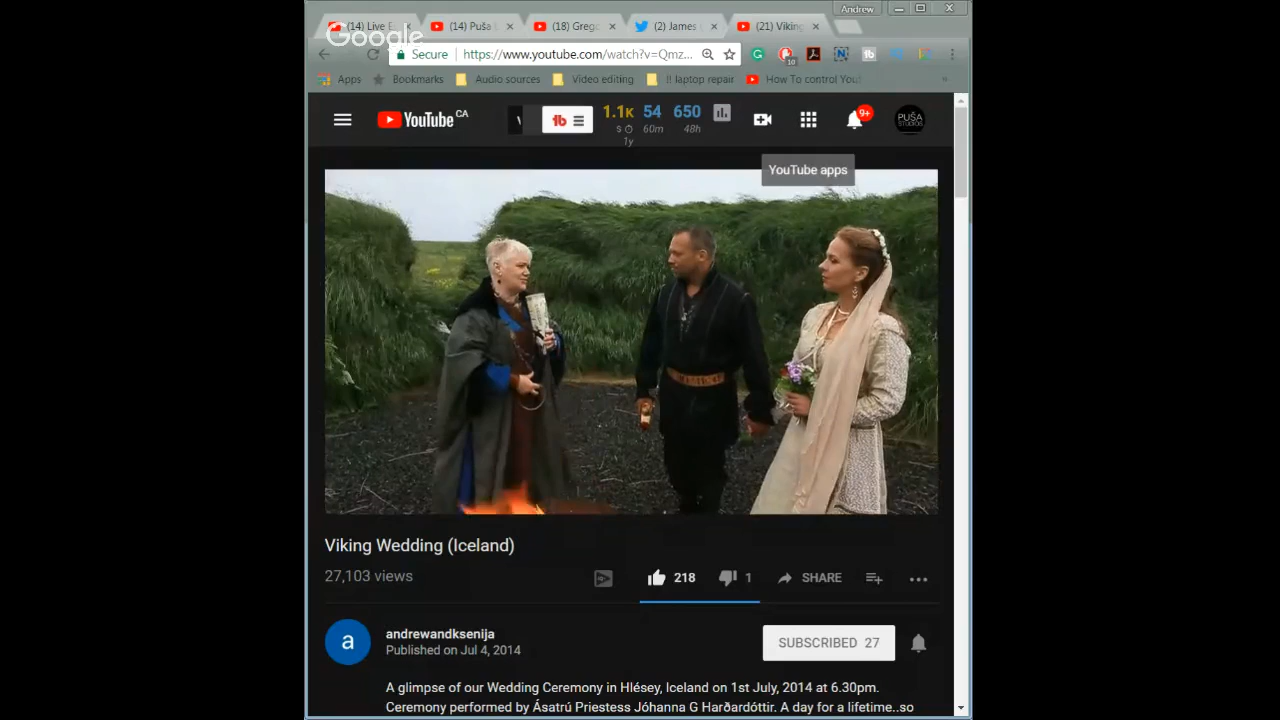 Andrew
(14) Live E
(14) Puša
(18) Greg
(2) James
(21) Viking
Google
Secure https://www.youtube.com/watch?v=Qmz...
10
Apps Bookmarks Audio sources Video editing !! laptop repair How To control You
YouTube CA
tb
1.1K 54 650
s 60m 48h
1y
9+
PUŠA
STUDIOS
YouTube apps
Viking Wedding (Iceland)
27,103 views
218 1 SHARE
a
andrewandksenija
Published on Jul 4, 2014
SUBSCRIBED 27
A glimpse of our Wedding Ceremony in Hlésey, Iceland on 1st July, 2014 at 6.30pm.
Ceremony performed by Ásatrú Priestess Jóhanna G Harðardóttir. A day for a lifetime..so